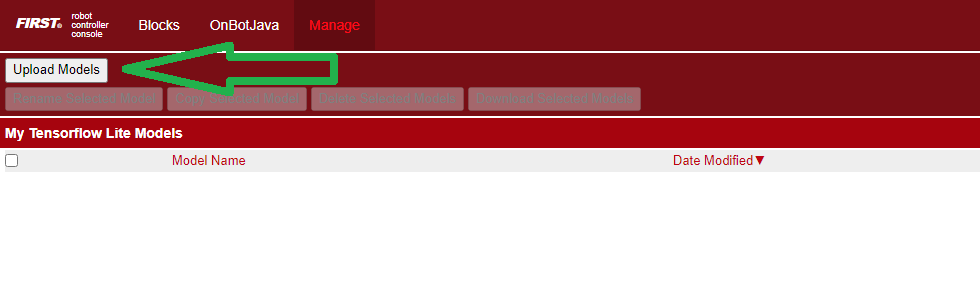 FIRST® robot controller console Blocks OnBotJava Manage
Upload Models
Rename Selected Model Copy Selected Model Delete Selected Models Download Selected Models
My Tensorflow Lite Models
Model Name Date Modified▼